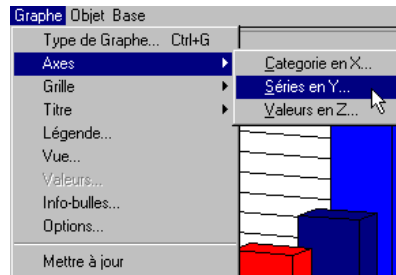 Graphe Objet Base
Type de Graphe... Ctrl+G
Axes
Catégorie en X...
Grille
Séries en Y...
Titre
Valeurs en Z...
Légende...
Vue...
Valeurs...
Info-bulles...
Options...
Mettre à jour